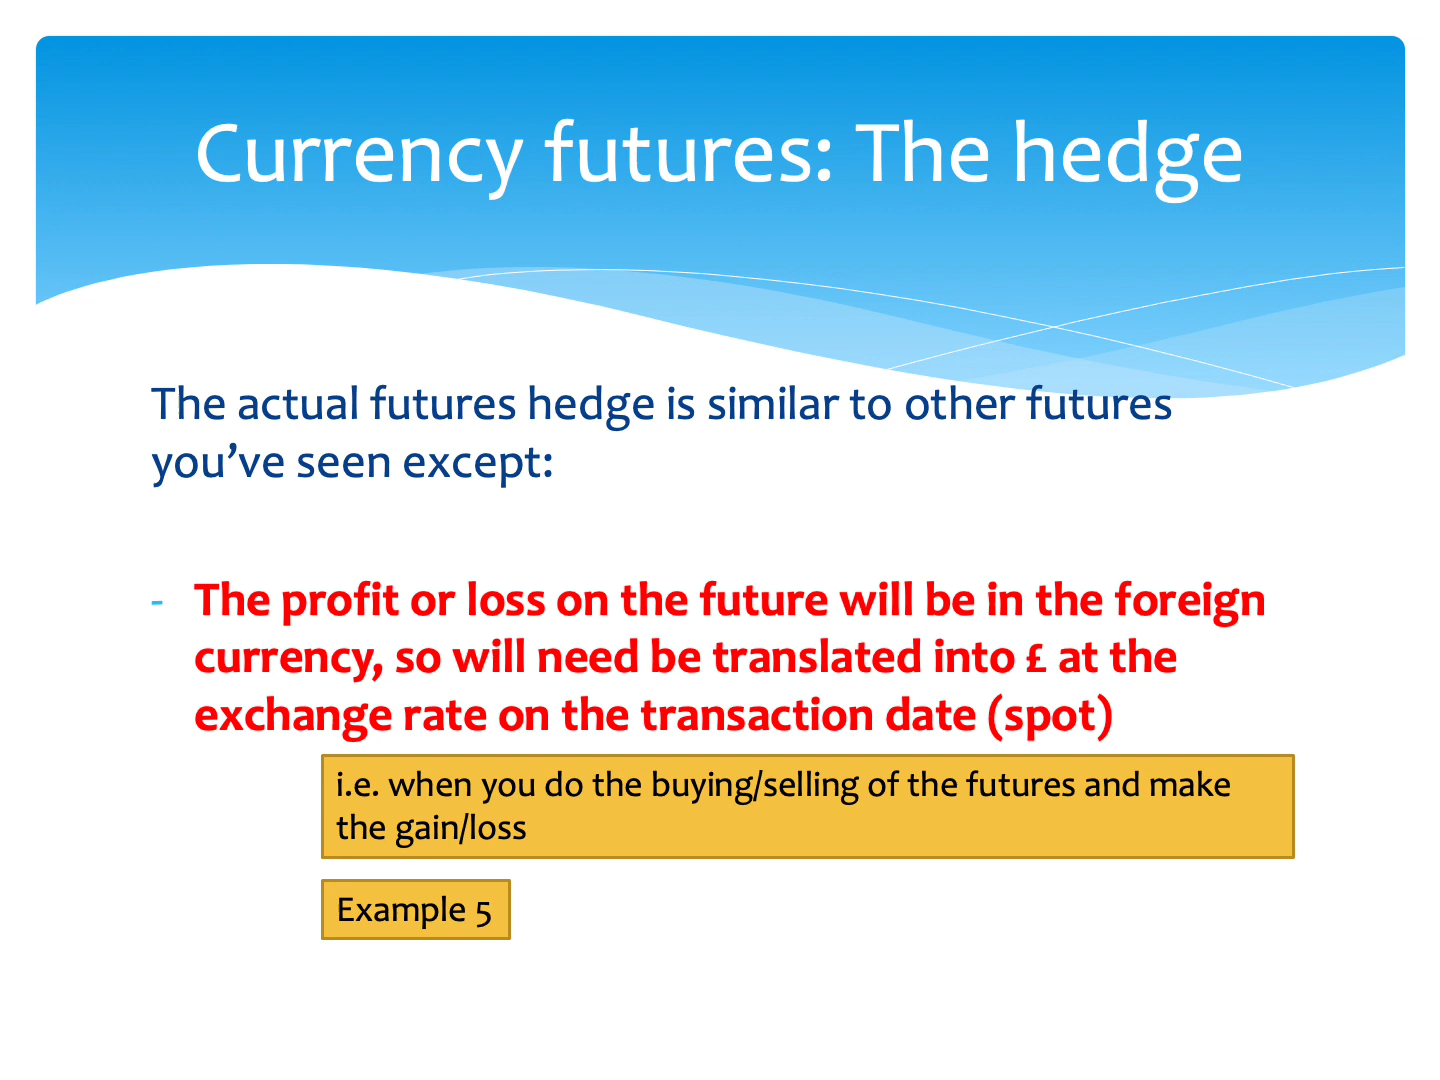 Currency futures: The hedge
The actual futures hedge is similar to other futures
you’ve seen except:
- The profit or loss on the future will be in the foreign
currency, so will need be translated into £ at the
exchange rate on the transaction date (spot)
i.e. when you do the buying/selling of the futures and make
the gain/loss
Example 5